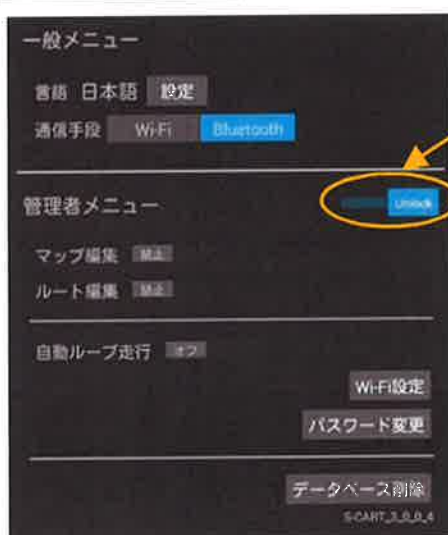 一般メニュー
言語 日本語 設定
通信手段 Wi-Fi Bluetooth
管理者メニュー Unlock
マップ編集 禁止
ルート編集 禁止
自動ループ走行 オフ
Wi-Fi設定
パスワード変更
データベース削除
S-CART_3_0_0_4